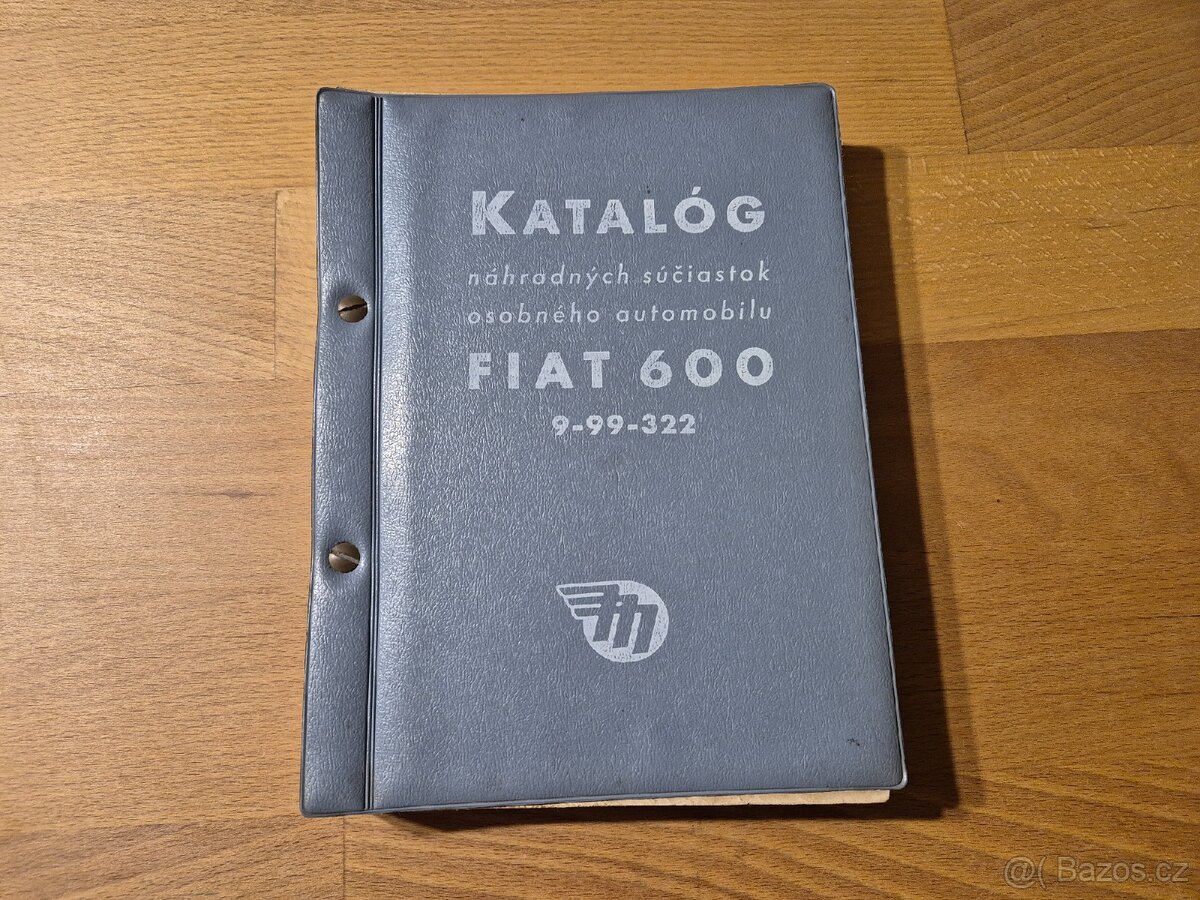 KATALÓG
náhradných súčiastok
osobného automobilu
FIAT 600
9-99-322
Bazos.cz